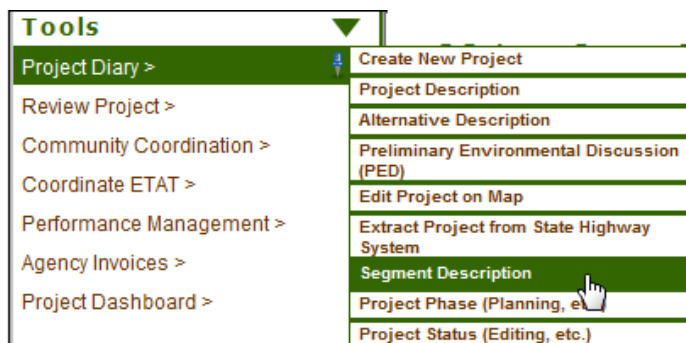 Tools
Project Diary >
Review Project >
Community Coordination >
Coordinate ETAT >
Performance Management >
Agency Invoices >
Project Dashboard >
Create New Project
Project Description
Alternative Description
Preliminary Environmental Discussion
(PED)
Edit Project on Map
Extract Project from State Highway
System
Segment Description
Project Phase (Planning, etc.)
Project Status (Editing, etc.)